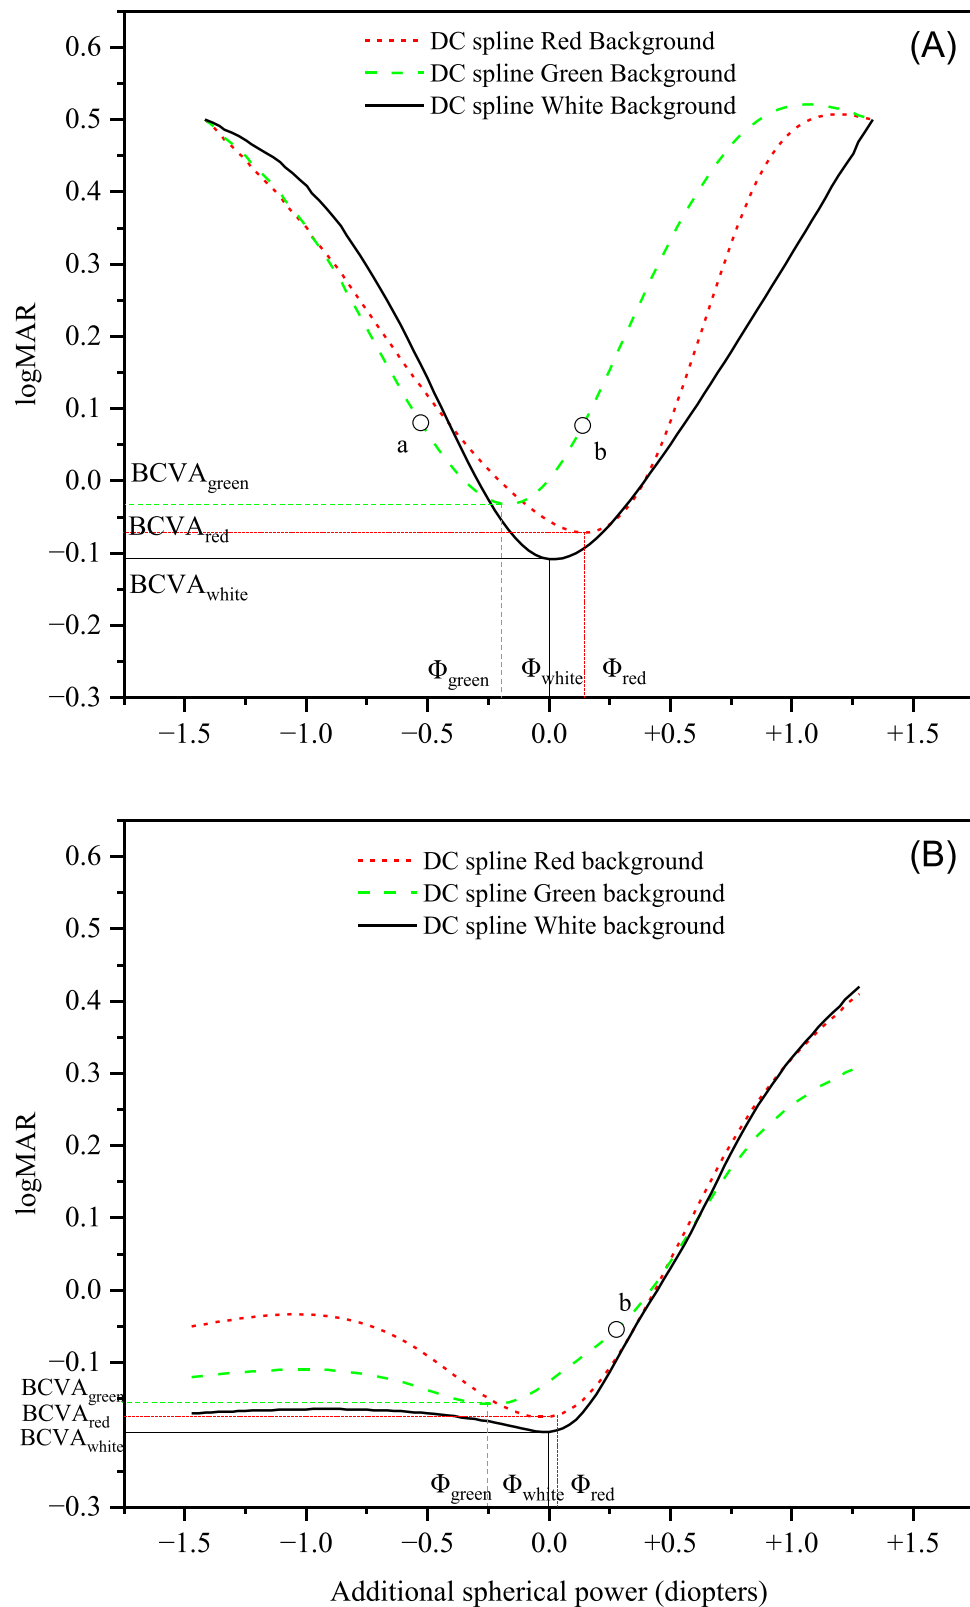 (A)
DC spline Red Background
DC spline Green Background
DC spline White Background
0.6
0.5
0.4
0.3
0.2
0.1
0.0
−0.1
−0.2
−0.3
logMAR
a
b
BCVAgreen
BCVAred
BCVAwhite
Φgreen Φwhite Φred
−1.5 −1.0 −0.5 0.0 +0.5 +1.0 +1.5
(B)
DC spline Red background
DC spline Green background
DC spline White background
0.6
0.5
0.4
0.3
0.2
0.1
0.0
−0.1
−0.3
logMAR
b
BCVAgreen
BCVAred
BCVAwhite
Φgreen Φwhite Φred
−1.5 −1.0 −0.5 0.0 +0.5 +1.0 +1.5
Additional spherical power (diopters)